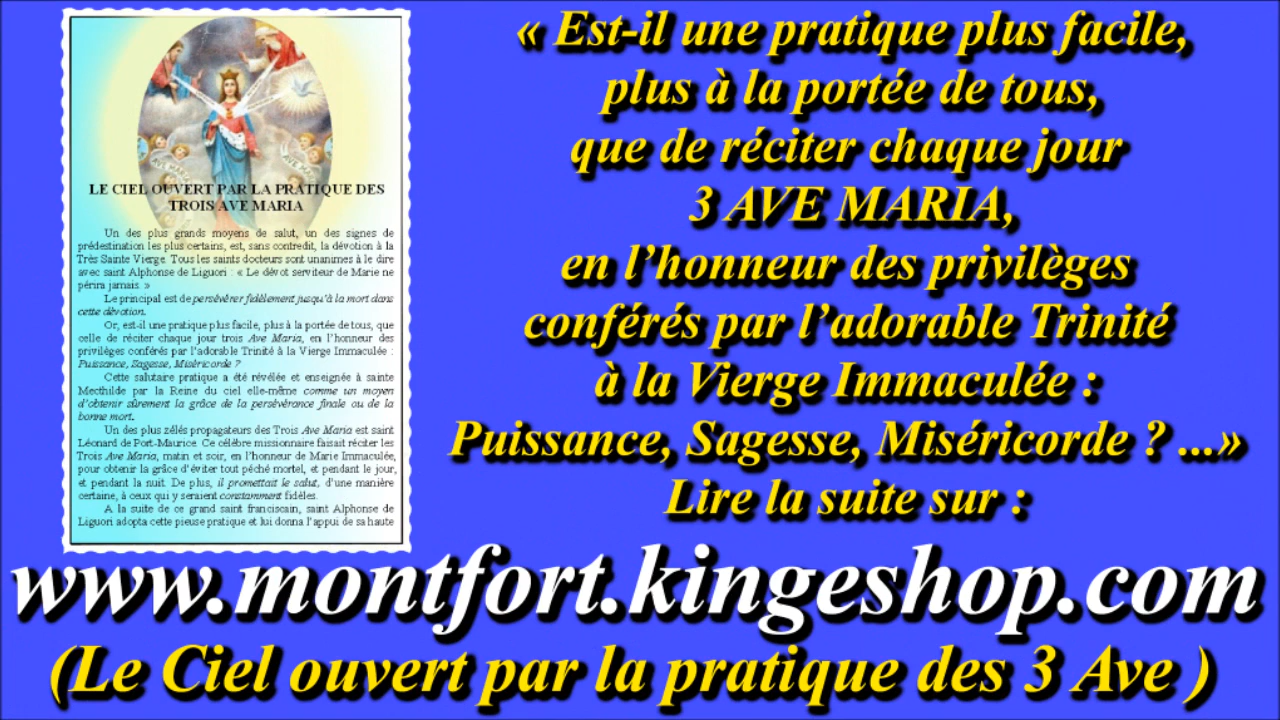 LE CIEL OUVERT PAR LA PRATIQUE DES
TROIS AVE MARIA
Un des plus grands moyens de salut, un des signes de
prédestination les plus certains, est, sans contredit, la dévotion à la
Très Sainte Vierge. Tous les saints docteurs sont unanimes à le dire
avec saint Alphonse de Liguori : « Le dévot serviteur de Marie ne
périra jamais. »
Le principal est de persévérer fidèlement jusqu'à la mort dans
cette dévotion.
Or, est-il une pratique plus facile, plus à la portée de tous, que
celle de réciter chaque jour trois Ave Maria, en l'honneur des
privilèges conférés par l'adorable Trinité à la Vierge Immaculée :
Puissance, Sagesse, Miséricorde ?
Cette salutaire pratique a été révélée et enseignée à sainte
Mecthilde par la Reine du ciel elle-même comme un moyen
d'obtenir sûrement la grâce de la persévérance finale ou de la
bonne mort.
Un des plus zélés propagateurs des Trois Ave Maria est saint
Léonard de Port-Maurice. Ce célèbre missionnaire faisait réciter les
Trois Ave Maria, matin et soir, en l'honneur de Marie Immaculée,
pour obtenir la grâce d'éviter tout péché mortel, et pendant le jour,
et pendant la nuit. De plus, il promettait le salut, d'une manière
certaine, à ceux qui y seraient constamment fidèles.
A la suite de ce grand saint franciscain, saint Alphonse de
Liguori adopta cette pieuse pratique et lui donna l'appui de sa haute
« Est-il une pratique plus facile,
plus à la portée de tous,
que de réciter chaque jour
3 AVE MARIA,
en l’honneur des privilèges
conférés par l’adorable Trinité
à la Vierge Immaculée :
Puissance, Sagesse, Miséricorde ? ...»
Lire la suite sur :
www.montfort.kingeshop.com
(Le Ciel ouvert par la pratique des 3 Ave )